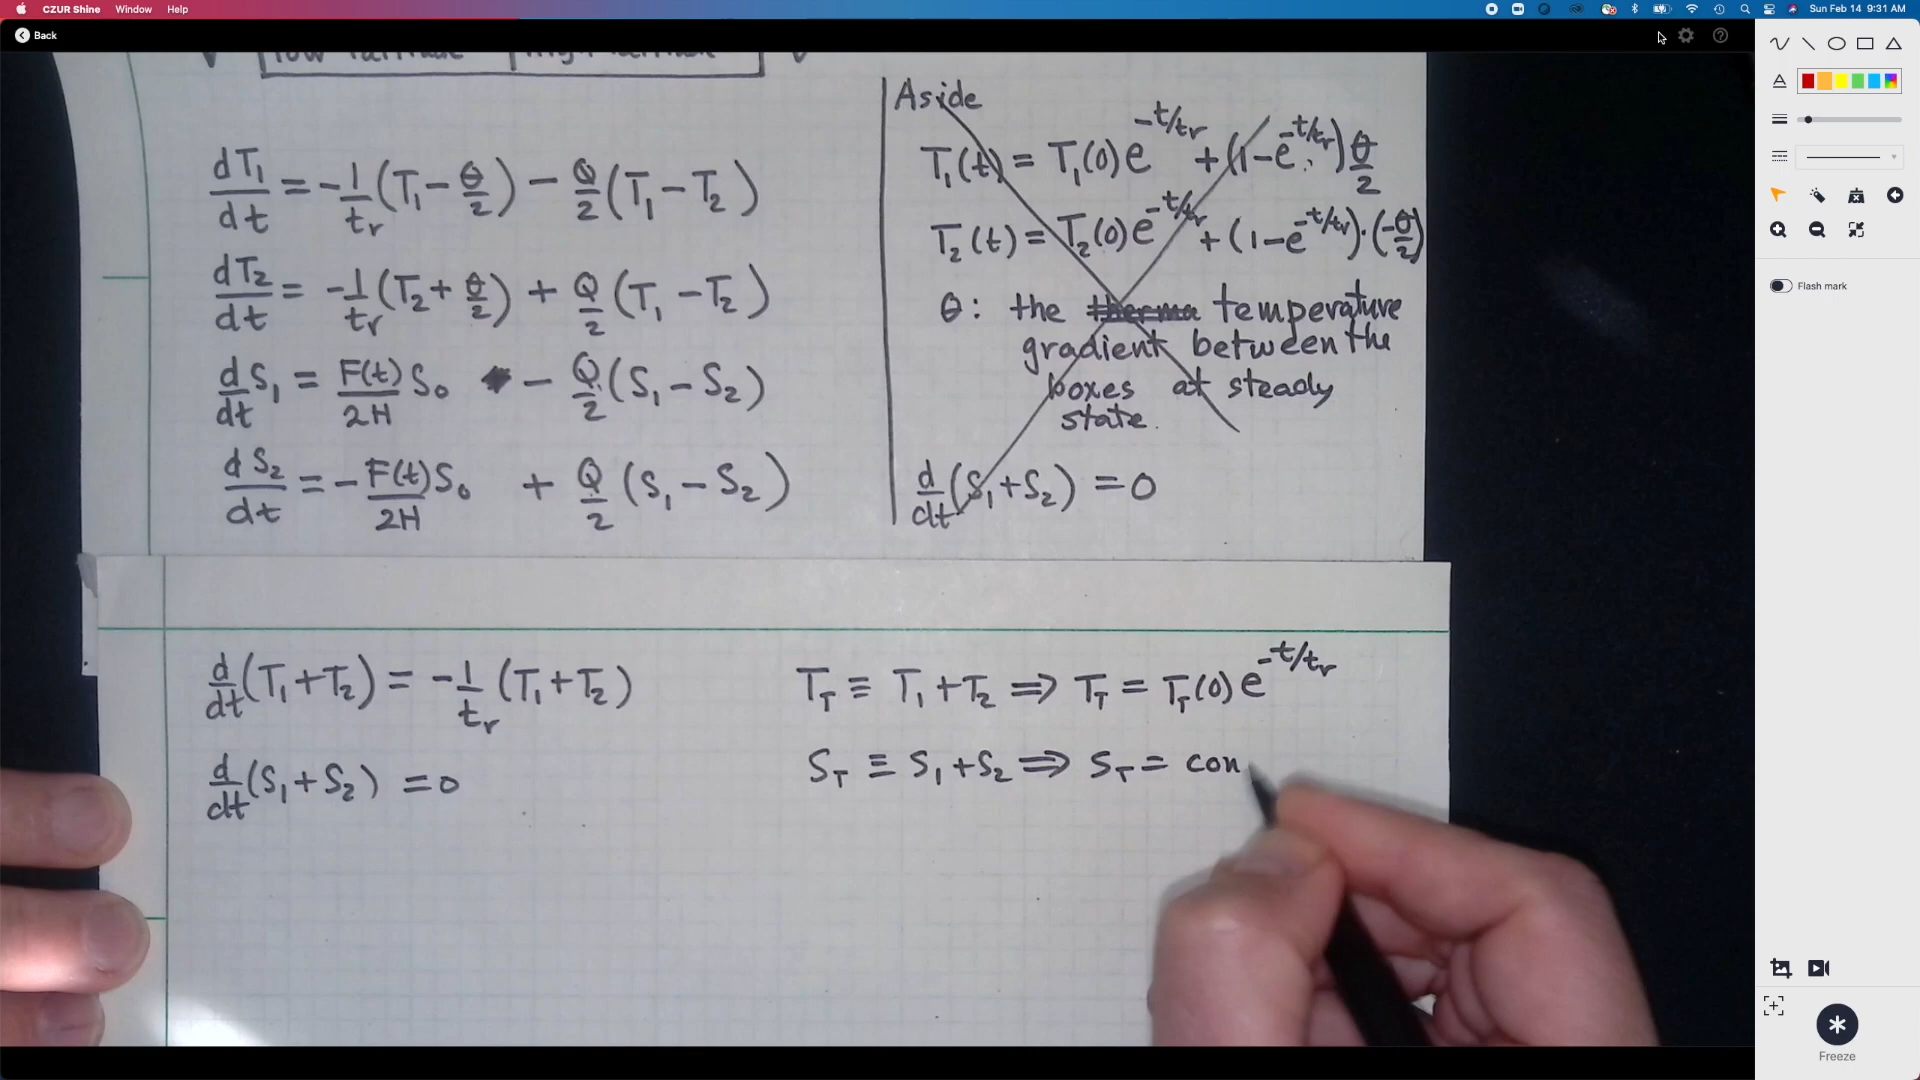 CZUR Shine Window Help
Sun Feb 14 9:31 AM
Back
dT₁/dt = -1/tᵣ (T₁ - θ/2) - Q/2 (T₁ - T₂)
dT₂/dt = -1/tᵣ (T₂ + θ/2) + Q/2 (T₁ - T₂)
d/dt S₁ = F(t)/2H S₀ - Q/2 (S₁ - S₂)
dS₂/dt = -F(t)/2H S₀ + Q/2 (S₁ - S₂)
Aside
T₁(t) = T₁(0) e^(-t/tᵣ) + (1 - e^(-t/tᵣ)) θ/2
T₂(t) = T₂(0) e^(-t/tᵣ) + (1 - e^(-t/tᵣ))·(-θ/2)
θ: the therma temperature
gradient between the
boxes at steady
state.
d/dt (S₁ + S₂) = 0
d/dt (T₁ + T₂) = -1/tᵣ (T₁ + T₂)
T_T ≡ T₁ + T₂ ⟹ T_T = T_T(0) e^(-t/tᵣ)
d/dt (S₁ + S₂) = 0
S_T ≡ S₁ + S₂ ⟹ S_T = con
Flash mark
Freeze